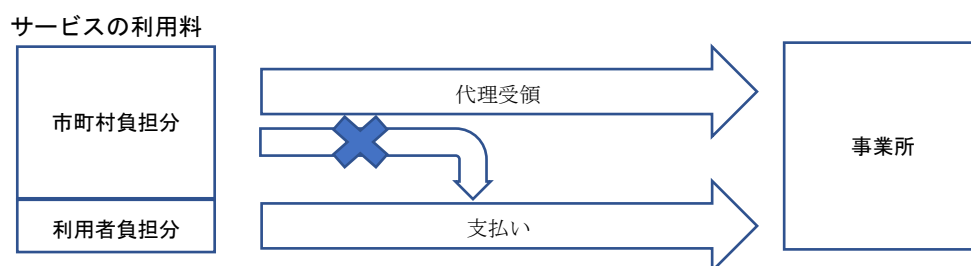 サービスの利用料
市町村負担分
代理受領
事業所
利用者負担分
支払い